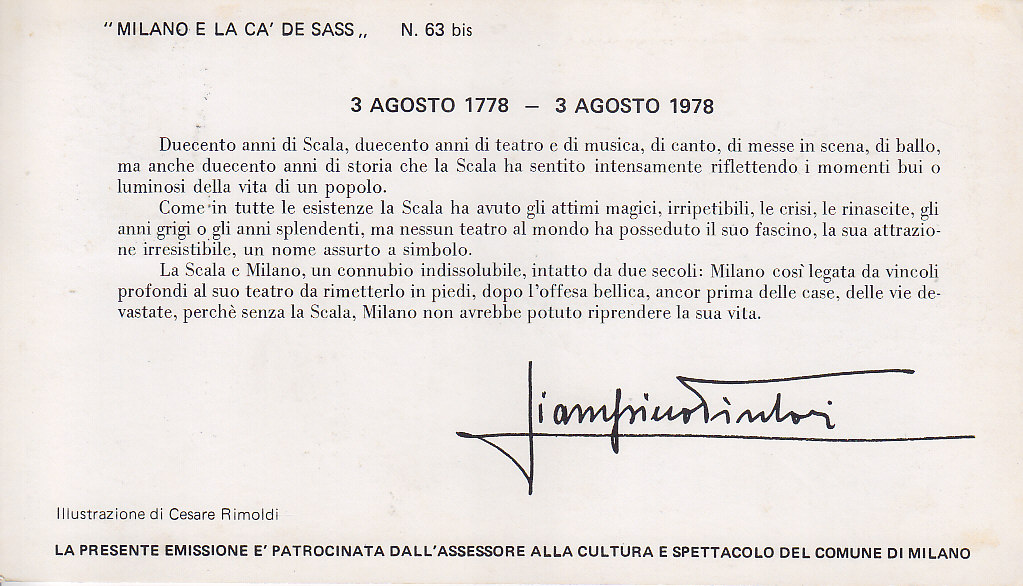 “MILANO E LA CA’ DE SASS„ N. 63 bis
3 AGOSTO 1778 — 3 AGOSTO 1978
Duecento anni di Scala, duecento anni di teatro e di musica, di canto, di messe in scena, di ballo,
ma anche duecento anni di storia che la Scala ha sentito intensamente riflettendo i momenti bui o
luminosi della vita di un popolo.
Come in tutte le esistenze la Scala ha avuto gli attimi magici, irripetibili, le crisi, le rinascite, gli
anni grigi o gli anni splendenti, ma nessun teatro al mondo ha posseduto il suo fascino, la sua attrazio-
ne irresistibile, un nome assurto a simbolo.
La Scala e Milano, un connubio indissolubile, intatto da due secoli: Milano così legata da vincoli
profondi al suo teatro da rimetterlo in piedi, dopo l’offesa bellica, ancor prima delle case, delle vie de-
vastate, perchè senza la Scala, Milano non avrebbe potuto riprendere la sua vita.
Giampiero Tintori
Illustrazione di Cesare Rimoldi
LA PRESENTE EMISSIONE E’ PATROCINATA DALL’ASSESSORE ALLA CULTURA E SPETTACOLO DEL COMUNE DI MILANO